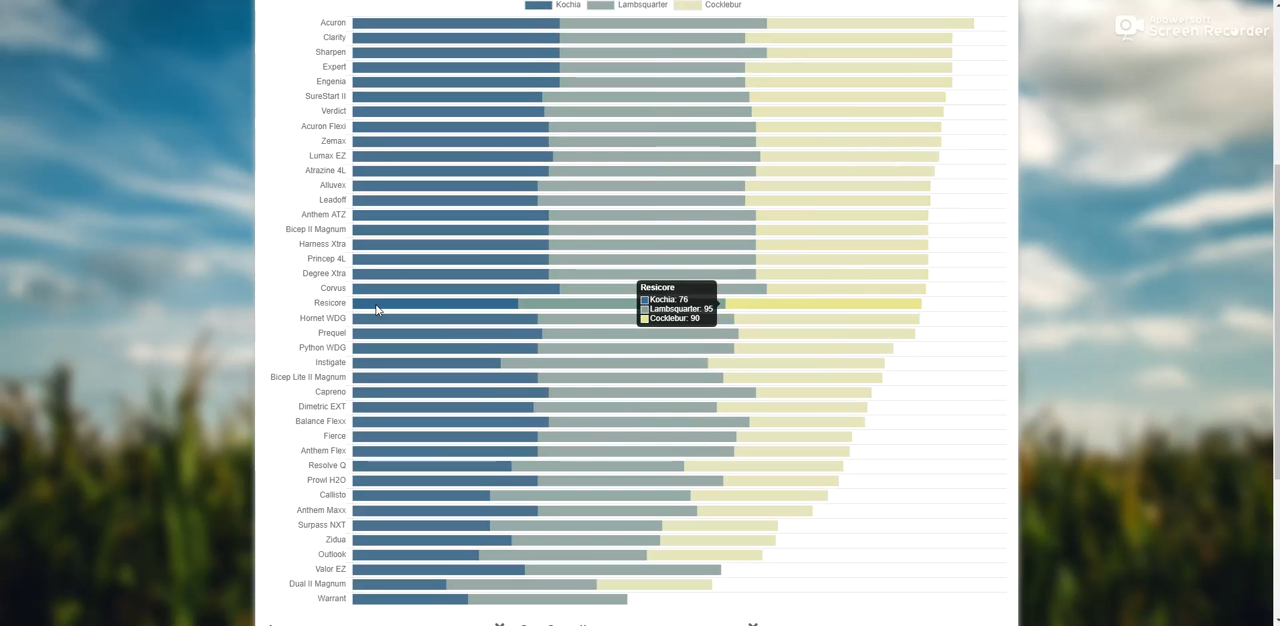 Kochia Lambsquarter Cocklebur
Apowersoft
Screen Recorder
Acuron
Clarity
Sharpen
Expert
Engenia
SureStart II
Verdict
Acuron Flexi
Zemax
Lumax EZ
Atrazine 4L
Alluvex
Leadoff
Anthem ATZ
Bicep II Magnum
Harness Xtra
Princep 4L
Degree Xtra
Corvus
Resicore
Resicore
Kochia: 76
Lambsquarter: 95
Cocklebur: 90
Hornet WDG
Prequel
Python WDG
Instigate
Bicep Lite II Magnum
Capreno
Dimetric EXT
Balance Flexx
Fierce
Anthem Flex
Resolve Q
Prowl H2O
Callisto
Anthem Maxx
Surpass NXT
Zidua
Outlook
Valor EZ
Dual II Magnum
Warrant